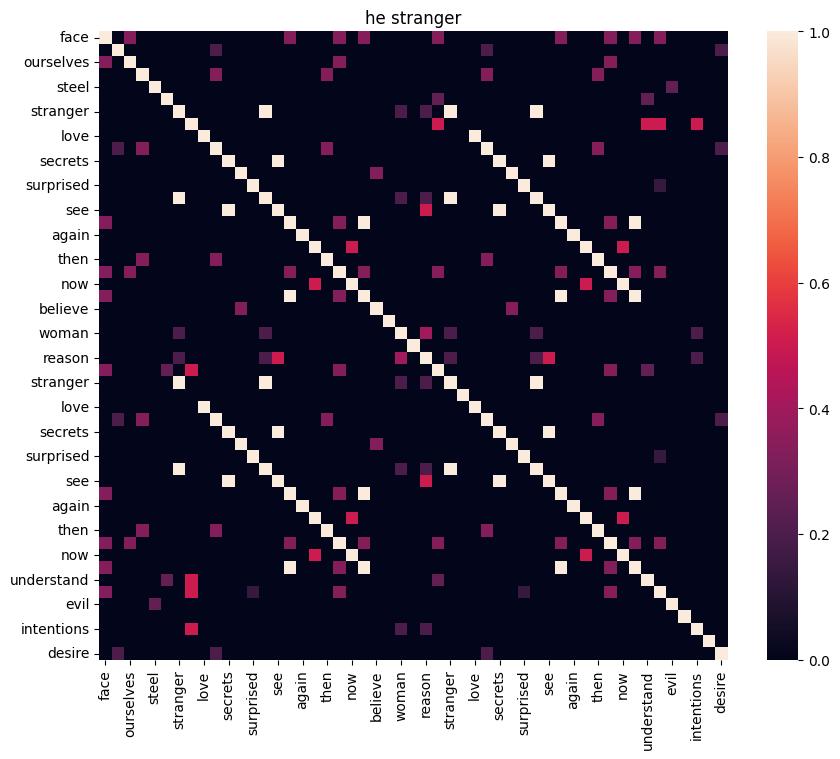 he stranger
face
ourselves
steel
stranger
love
secrets
surprised
see
again
then
now
believe
woman
reason
stranger
love
secrets
surprised
see
again
then
now
understand
evil
intentions
desire
face
ourselves
steel
stranger
love
secrets
surprised
see
again
then
now
believe
woman
reason
stranger
love
secrets
surprised
see
again
then
now
understand
evil
intentions
desire
1.0
0.8
0.6
0.4
0.2
0.0